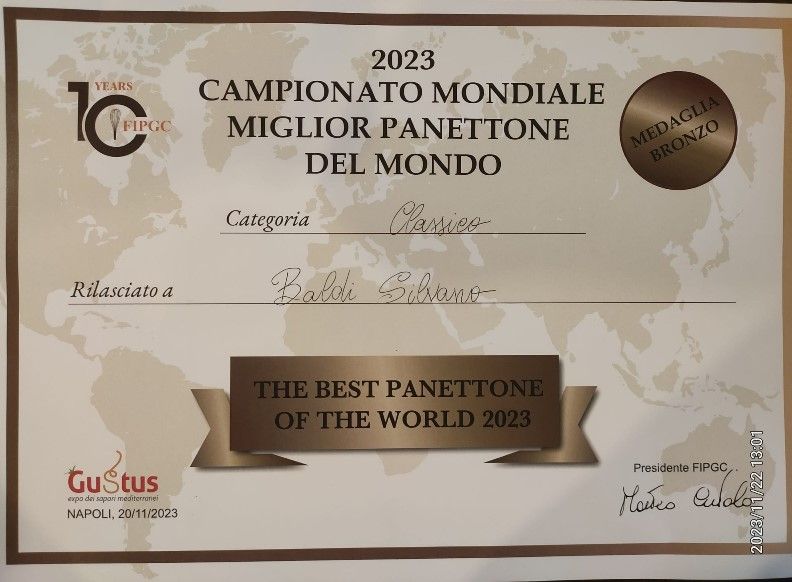 2023
CAMPIONATO MONDIALE
MIGLIOR PANETTONE
DEL MONDO
10 YEARS
FIPGC
MEDAGLIA
BRONZO
Categoria Classico
Rilasciato a Baldi Silvano
THE BEST PANETTONE
OF THE WORLD 2023
Gustus
expo dei sapori mediterranei
NAPOLI, 20/11/2023
Presidente FIPGC
Matteo
2023/11/22 13:01